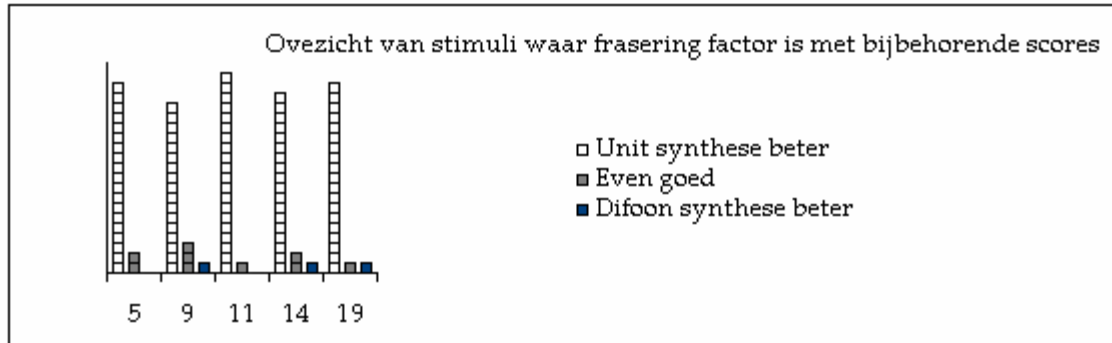 Ovezicht van stimuli waar frasering factor is met bijbehorende scores
Unit synthese beter
Even goed
Difoon synthese beter
5 9 11 14 19